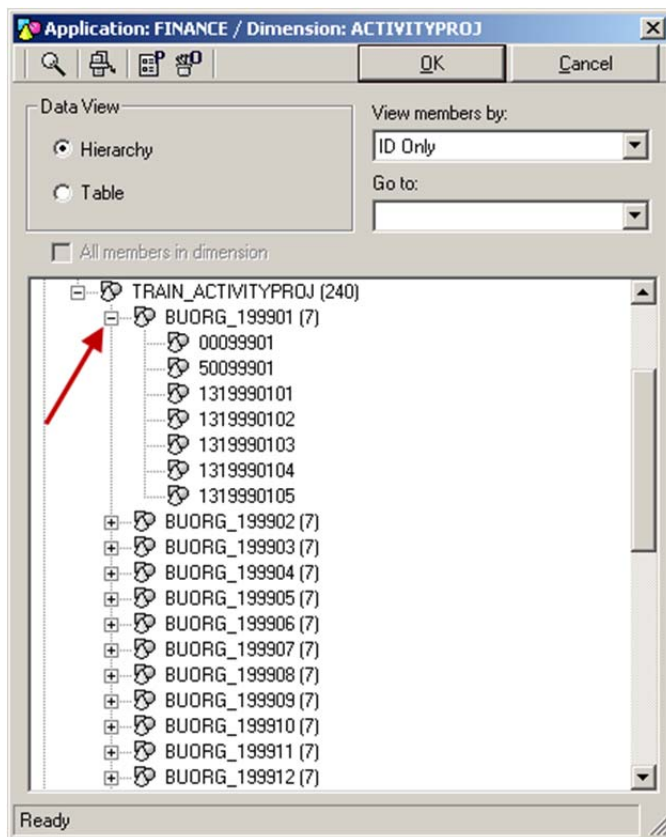 Application: FINANCE / Dimension: ACTIVITYPROJ
OK
Cancel
Data View
Hierarchy
Table
View members by:
ID Only
Go to:
All members in dimension
TRAIN_ACTIVITYPROJ (240)
BUORG_199901 (7)
00099901
50099901
1319990101
1319990102
1319990103
1319990104
1319990105
BUORG_199902 (7)
BUORG_199903 (7)
BUORG_199904 (7)
BUORG_199905 (7)
BUORG_199906 (7)
BUORG_199907 (7)
BUORG_199908 (7)
BUORG_199909 (7)
BUORG_199910 (7)
BUORG_199911 (7)
BUORG_199912 (7)
Ready